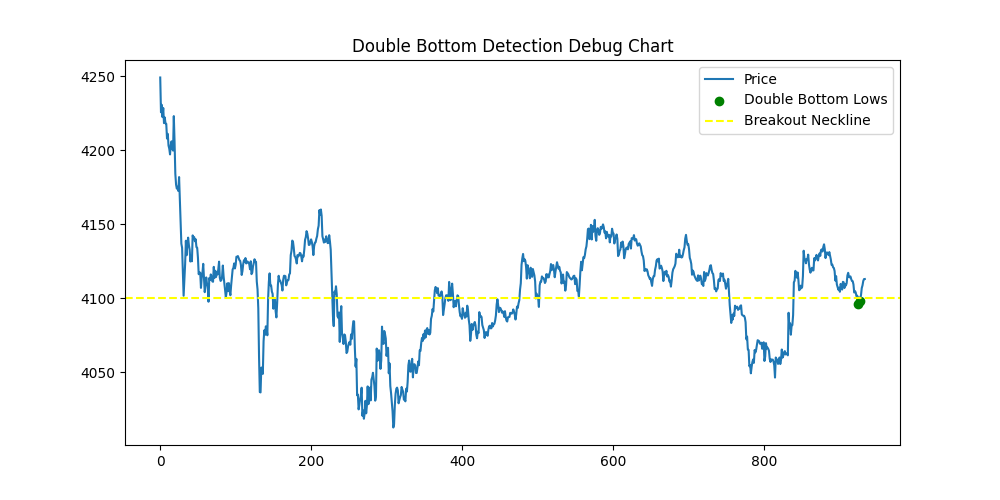 Double Bottom Detection Debug Chart
Price
Double Bottom Lows
Breakout Neckline
4250
4200
4150
4100
4050
0
200
400
600
800